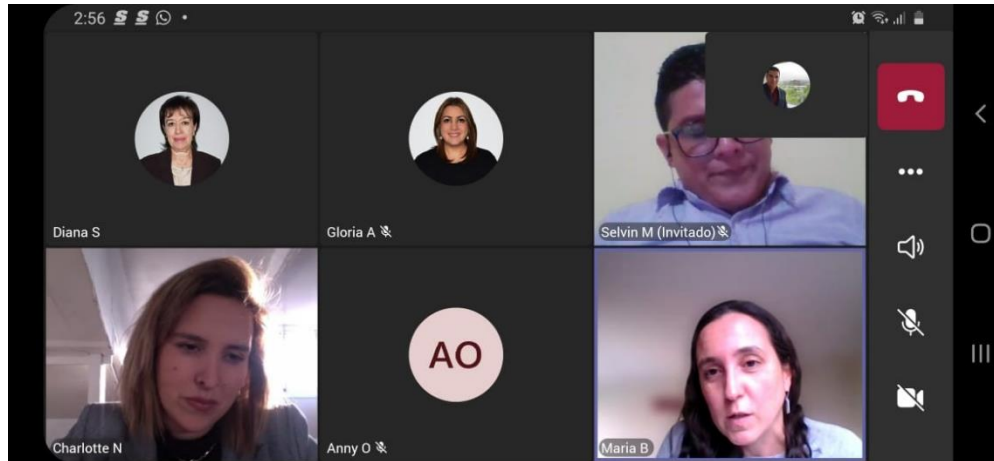 2:56 S S
Diana S
Gloria A
Selvin M (Invitado)
Charlotte N
AO
Anny O
Maria B